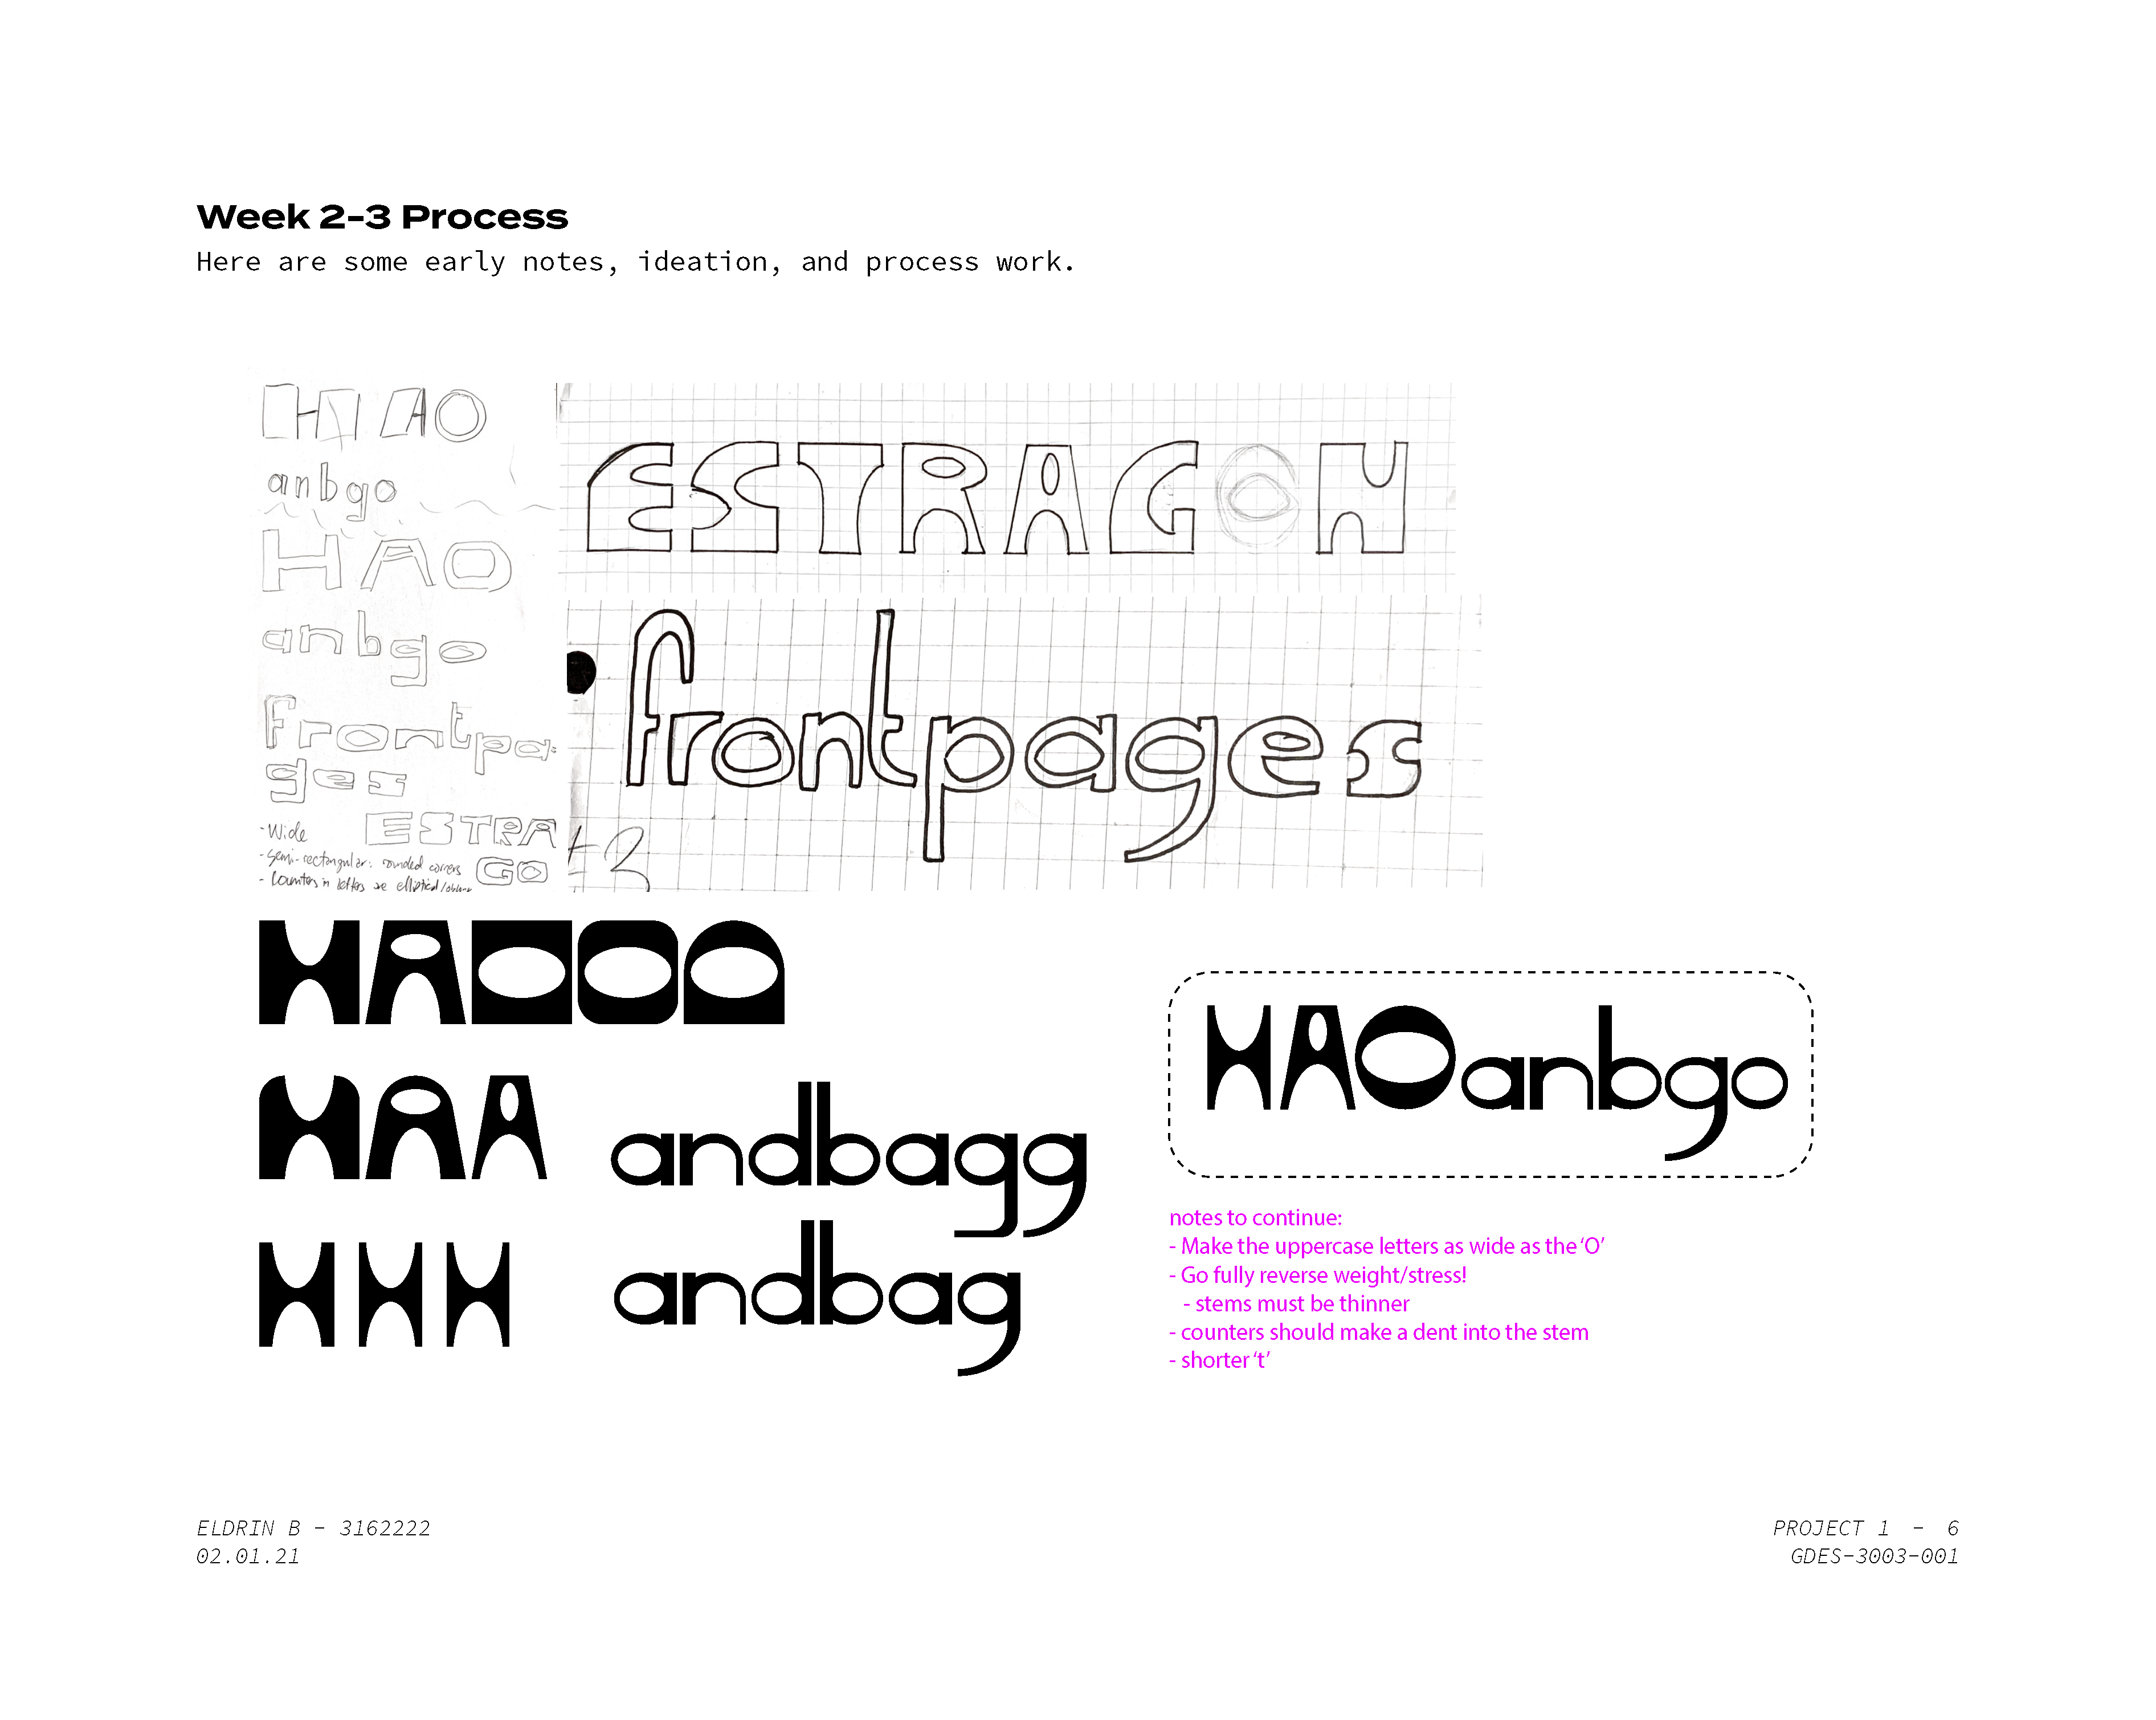 Week 2–3 Process
Here are some early notes, ideation, and process work.
HAO
anbgo
HAO
anbgo
frontpa-
ges
ESTRA
GO
- Wide
- Semi-rectangular: rounded corners
- Counters in letters are elliptical/
ESTRAGON
frontpages
HAOOO
HAA
HHH
andbagg
andbag
HAOanbgo
notes to continue:
- Make the uppercase letters as wide as the ‘O’
- Go fully reverse weight/stress!
- stems must be thinner
- counters should make a dent into the stem
- shorter ‘t’
ELDRIN B – 3162222
02.01.21
PROJECT 1 – 6
GDES–3003–001